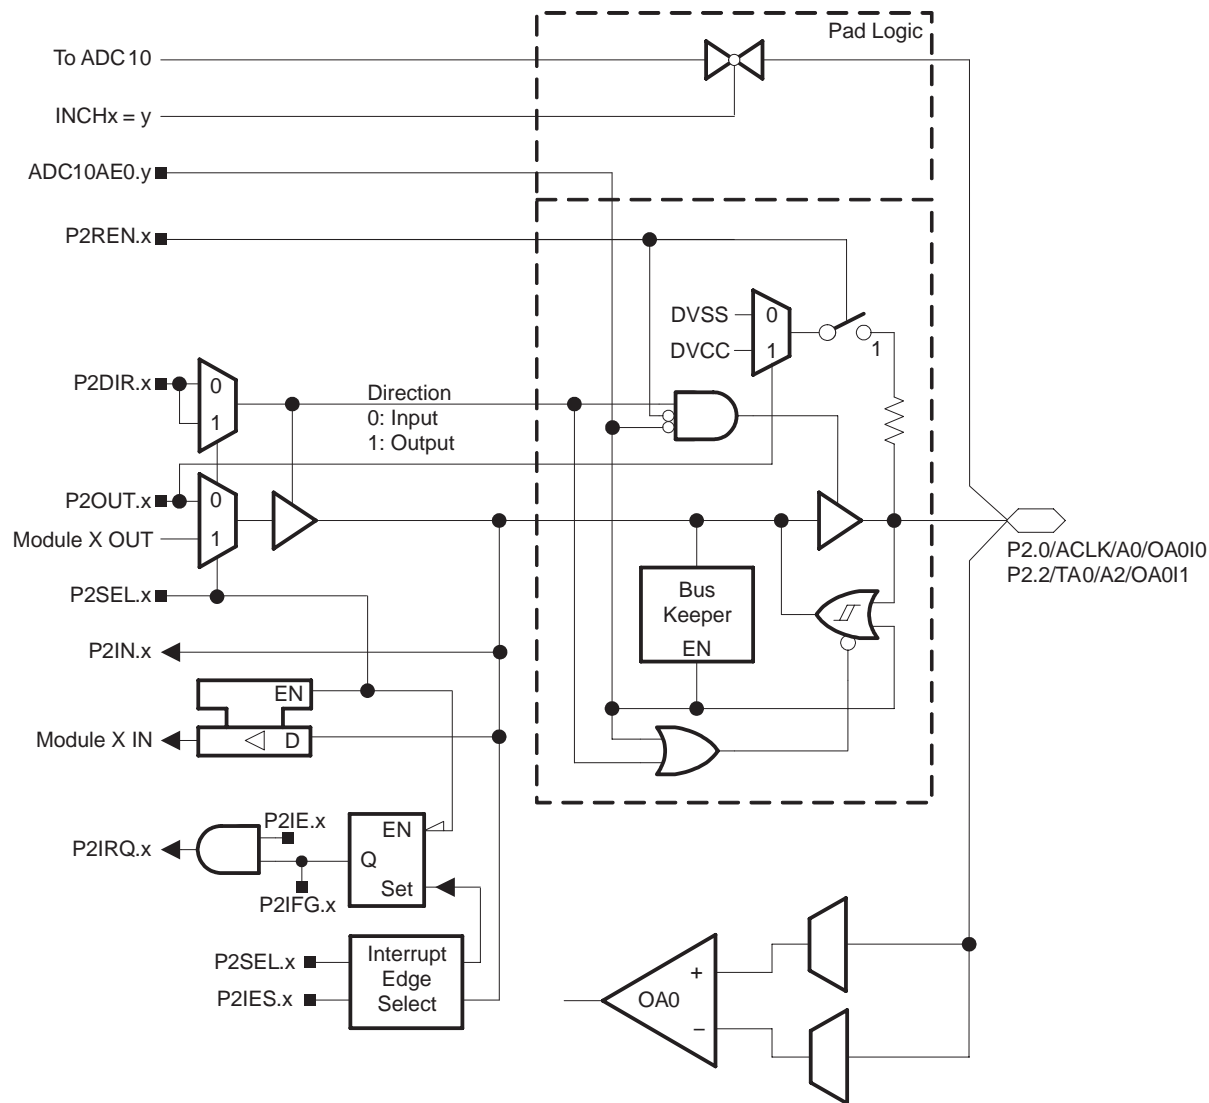 Pad Logic
To ADC10
INCHx = y
ADC10AE0.y
P2REN.x
DVSS
0
DVCC
1
1
P2DIR.x
0
1
Direction
0: Input
1: Output
P2OUT.x
0
Module X OUT
1
P2SEL.x
P2IN.x
Bus
Keeper
EN
P2.0/ACLK/A0/OA0I0
P2.2/TA0/A2/OA0I1
EN
Module X IN
D
P2IE.x
EN
P2IRQ.x
Q
Set
P2IFG.x
P2SEL.x
P2IES.x
Interrupt
Edge
Select
+
OA0
−